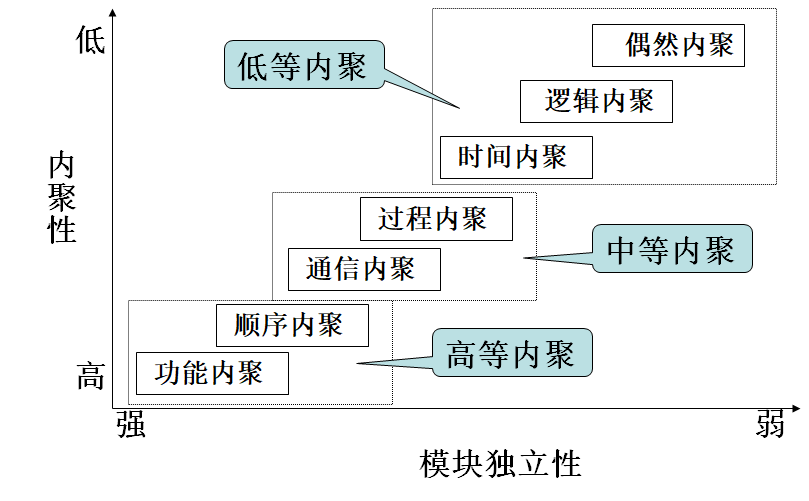 低
偶然内聚
低等内聚
逻辑内聚
时间内聚
内聚性
过程内聚
中等内聚
通信内聚
顺序内聚
高等内聚
高
功能内聚
强
弱
模块独立性